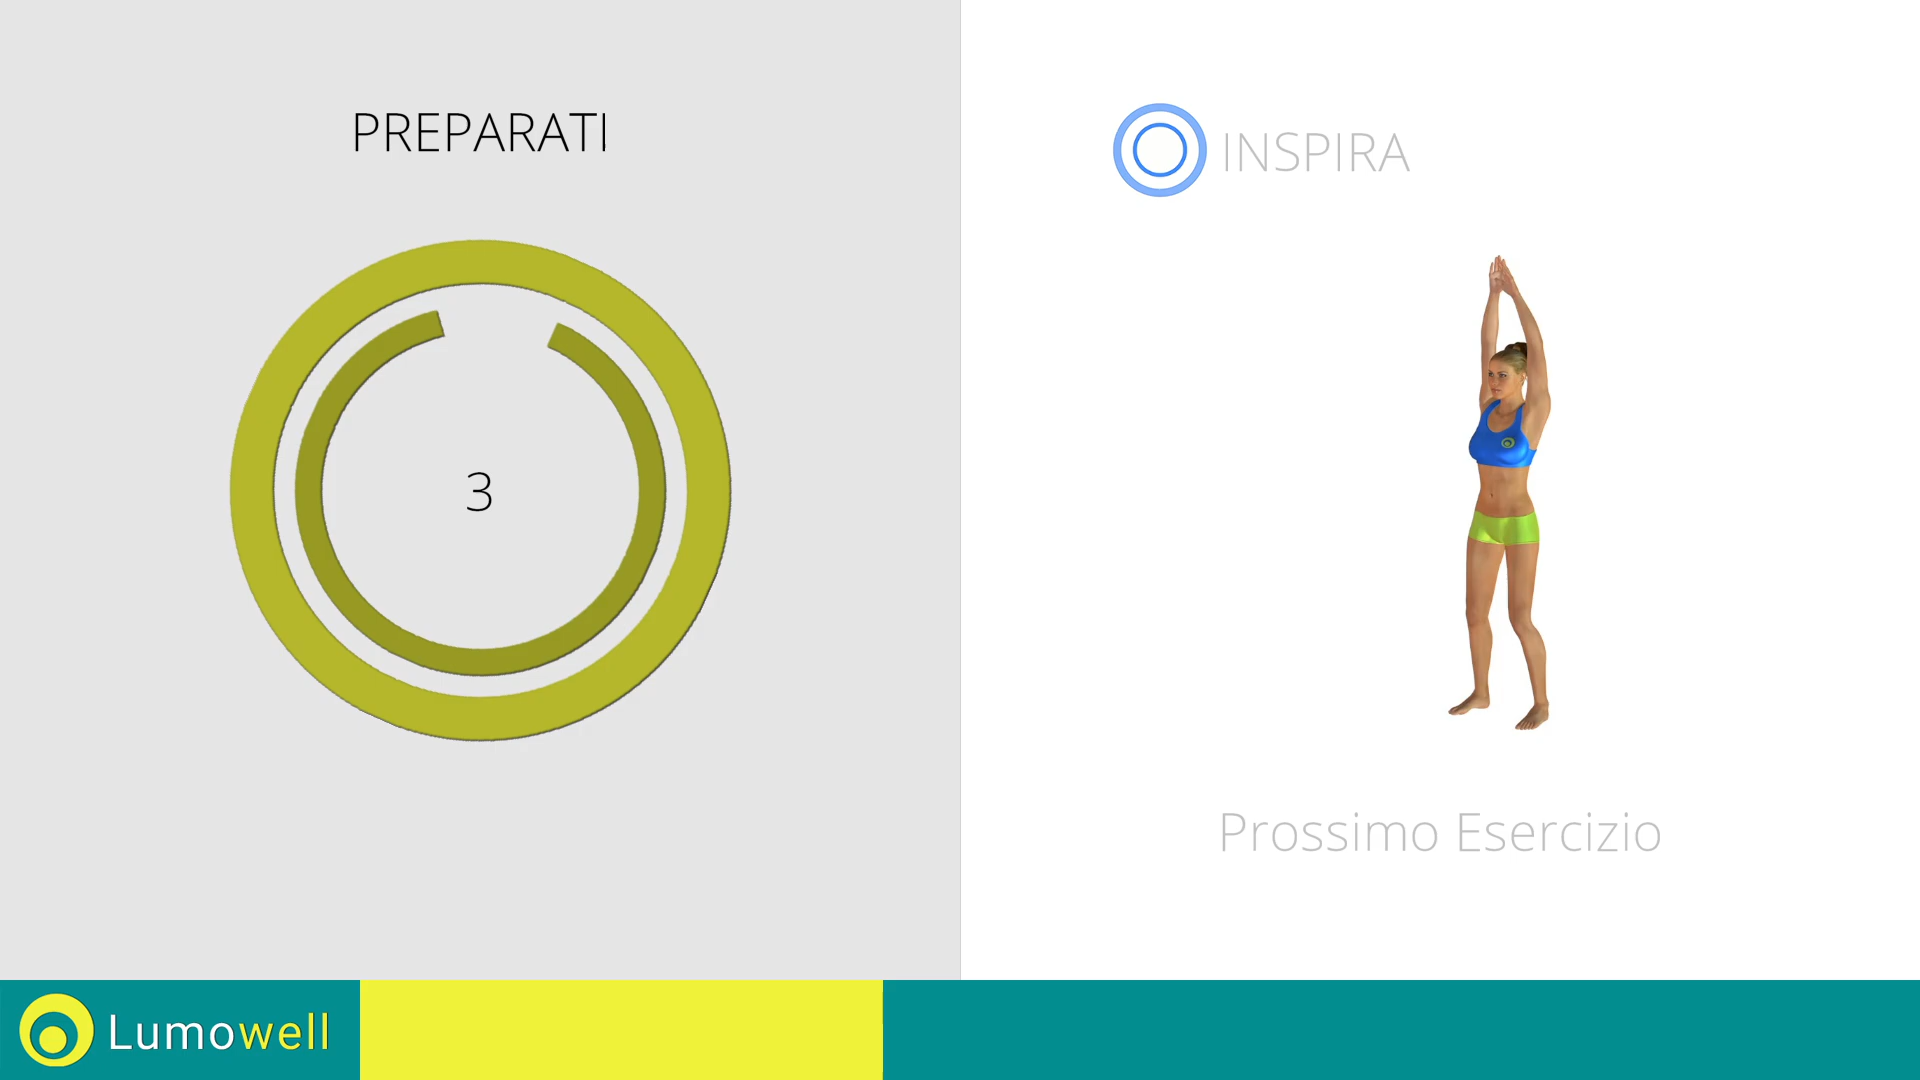 PREPARATI
3
INSPIRA
Prossimo Esercizio
Lumowell